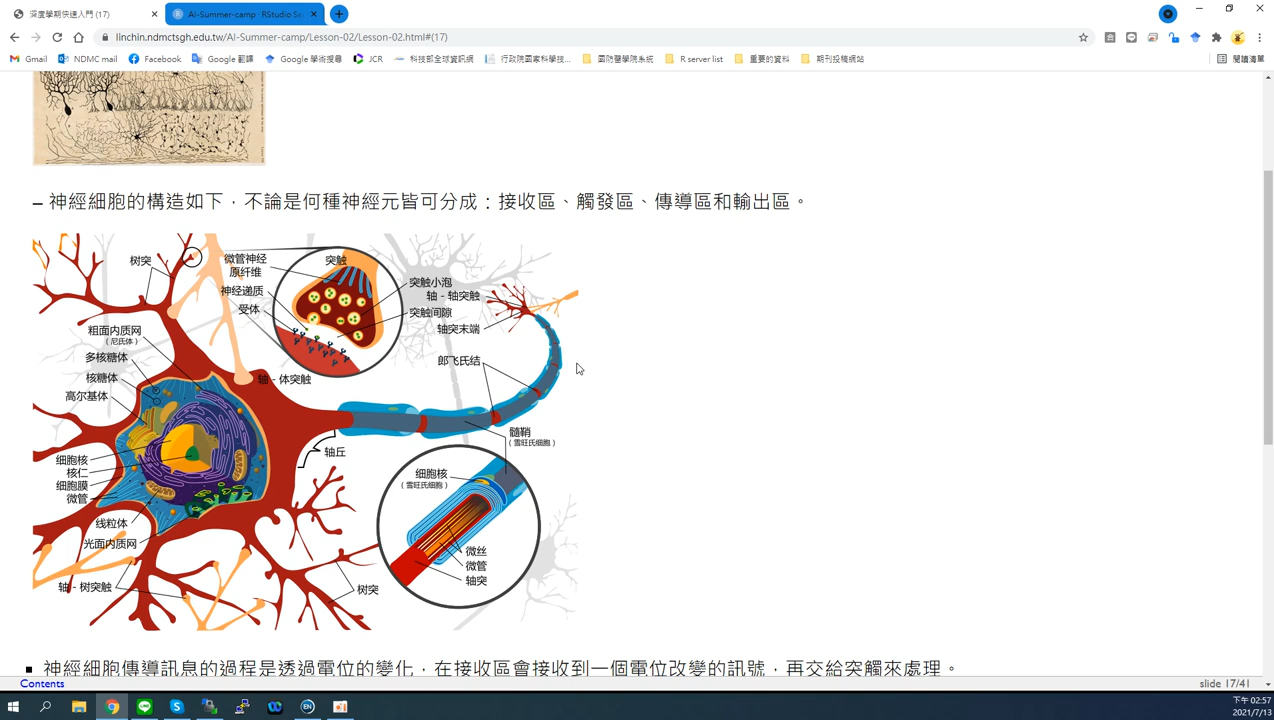 深度學期快速入門 (17)
AI-Summer-camp - RStudio Se
linchin.ndmctsgh.edu.tw/AI-Summer-camp/Lesson-02/Lesson-02.html#(17)
Gmail
NDMC mail
Facebook
Google 翻譯
Google 學術搜尋
JCR
科技部全球資訊網
行政院國家科學技...
國防醫學院系統
R server list
重要的資料
期刊投稿網站
閱讀清單
– 神經細胞的構造如下，不論是何種神經元皆可分成：接收區、觸發區、傳導區和輸出區。
树突
微管神经
原纤维
突触
神经递质
受体
突触小泡
轴 - 轴突触
突触间隙
轴突末端
粗面内质网
（尼氏体）
多核糖体
核糖体
高尔基体
轴 - 体突触
郎飞氏结
髓鞘
（雪旺氏细胞）
轴丘
细胞核
核仁
细胞膜
微管
线粒体
光面内质网
轴 - 树突触
树突
细胞核
（雪旺氏细胞）
微丝
微管
轴突
▪ 神經細胞傳導訊息的過程是透過電位的變化，在接收區會接收到一個電位改變的訊號，再交給突觸來處理。
Contents
slide 17/41
EN
下午 02:57
2021/7/13